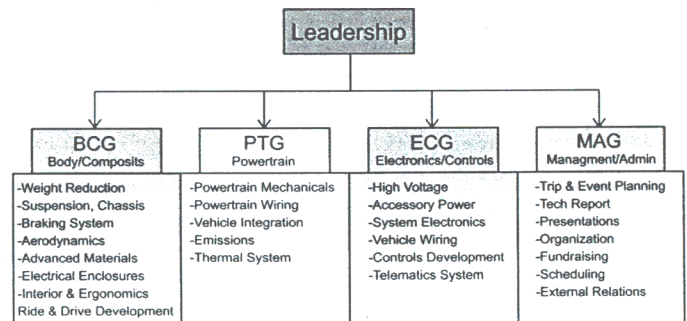 Leadership
BCG
Body/Composits
-Weight Reduction
-Suspension, Chassis
-Braking System
-Aerodynamics
-Advanced Materials
-Electrical Enclosures
-Interior & Ergonomics
Ride & Drive Development
PTG
Powertrain
-Powertrain Mechanicals
-Powertrain Wiring
-Vehicle Integration
-Emissions
-Thermal System
ECG
Electronics/Controls
-High Voltage
-Accessory Power
-System Electronics
-Vehicle Wiring
-Controls Development
-Telematics System
MAG
Managment/Admin
-Trip & Event Planning
-Tech Report
-Presentations
-Organization
-Fundraising
-Scheduling
-External Relations